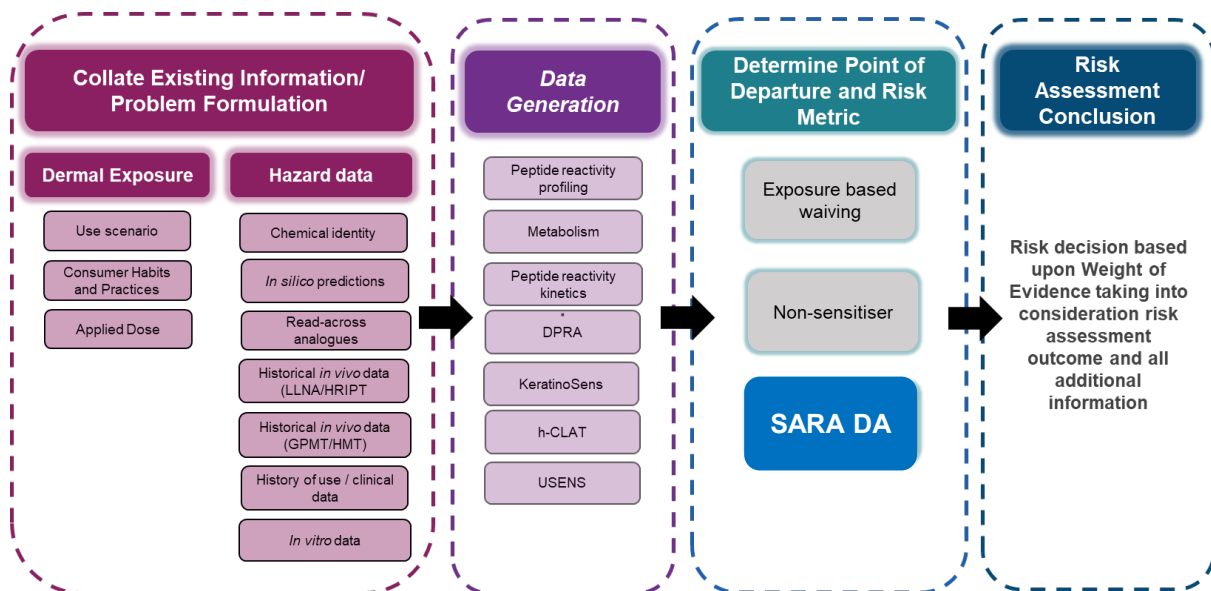 Collate Existing Information/
Problem Formulation
Dermal Exposure
Use scenario
Consumer Habits
and Practices
Applied Dose
Hazard data
Chemical identity
In silico predictions
Read-across
analogues
Historical in vivo data
(LLNA/HRIPT
Historical in vivo data
(GPMT/HMT)
History of use / clinical
data
In vitro data
Data
Generation
Peptide reactivity
profiling
Metabolism
Peptide reactivity
kinetics
*
DPRA
KeratinoSens
h-CLAT
USENS
Determine Point of
Departure and Risk
Metric
Exposure based
waiving
Non-sensitiser
SARA DA
Risk
Assessment
Conclusion
Risk decision based
upon Weight of
Evidence taking into
consideration risk
assessment
outcome and all
additional
information